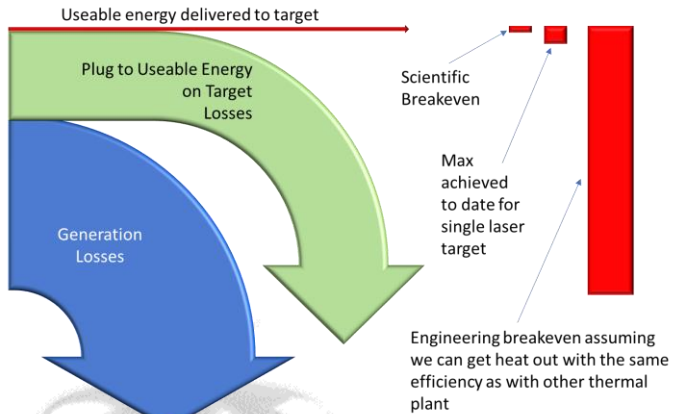 Useable energy delivered to target
Plug to Useable Energy
on Target
Losses
Generation
Losses
Scientific
Breakeven
Max
achieved
to date for
single laser
target
Engineering breakeven assuming
we can get heat out with the same
efficiency as with other thermal
plant